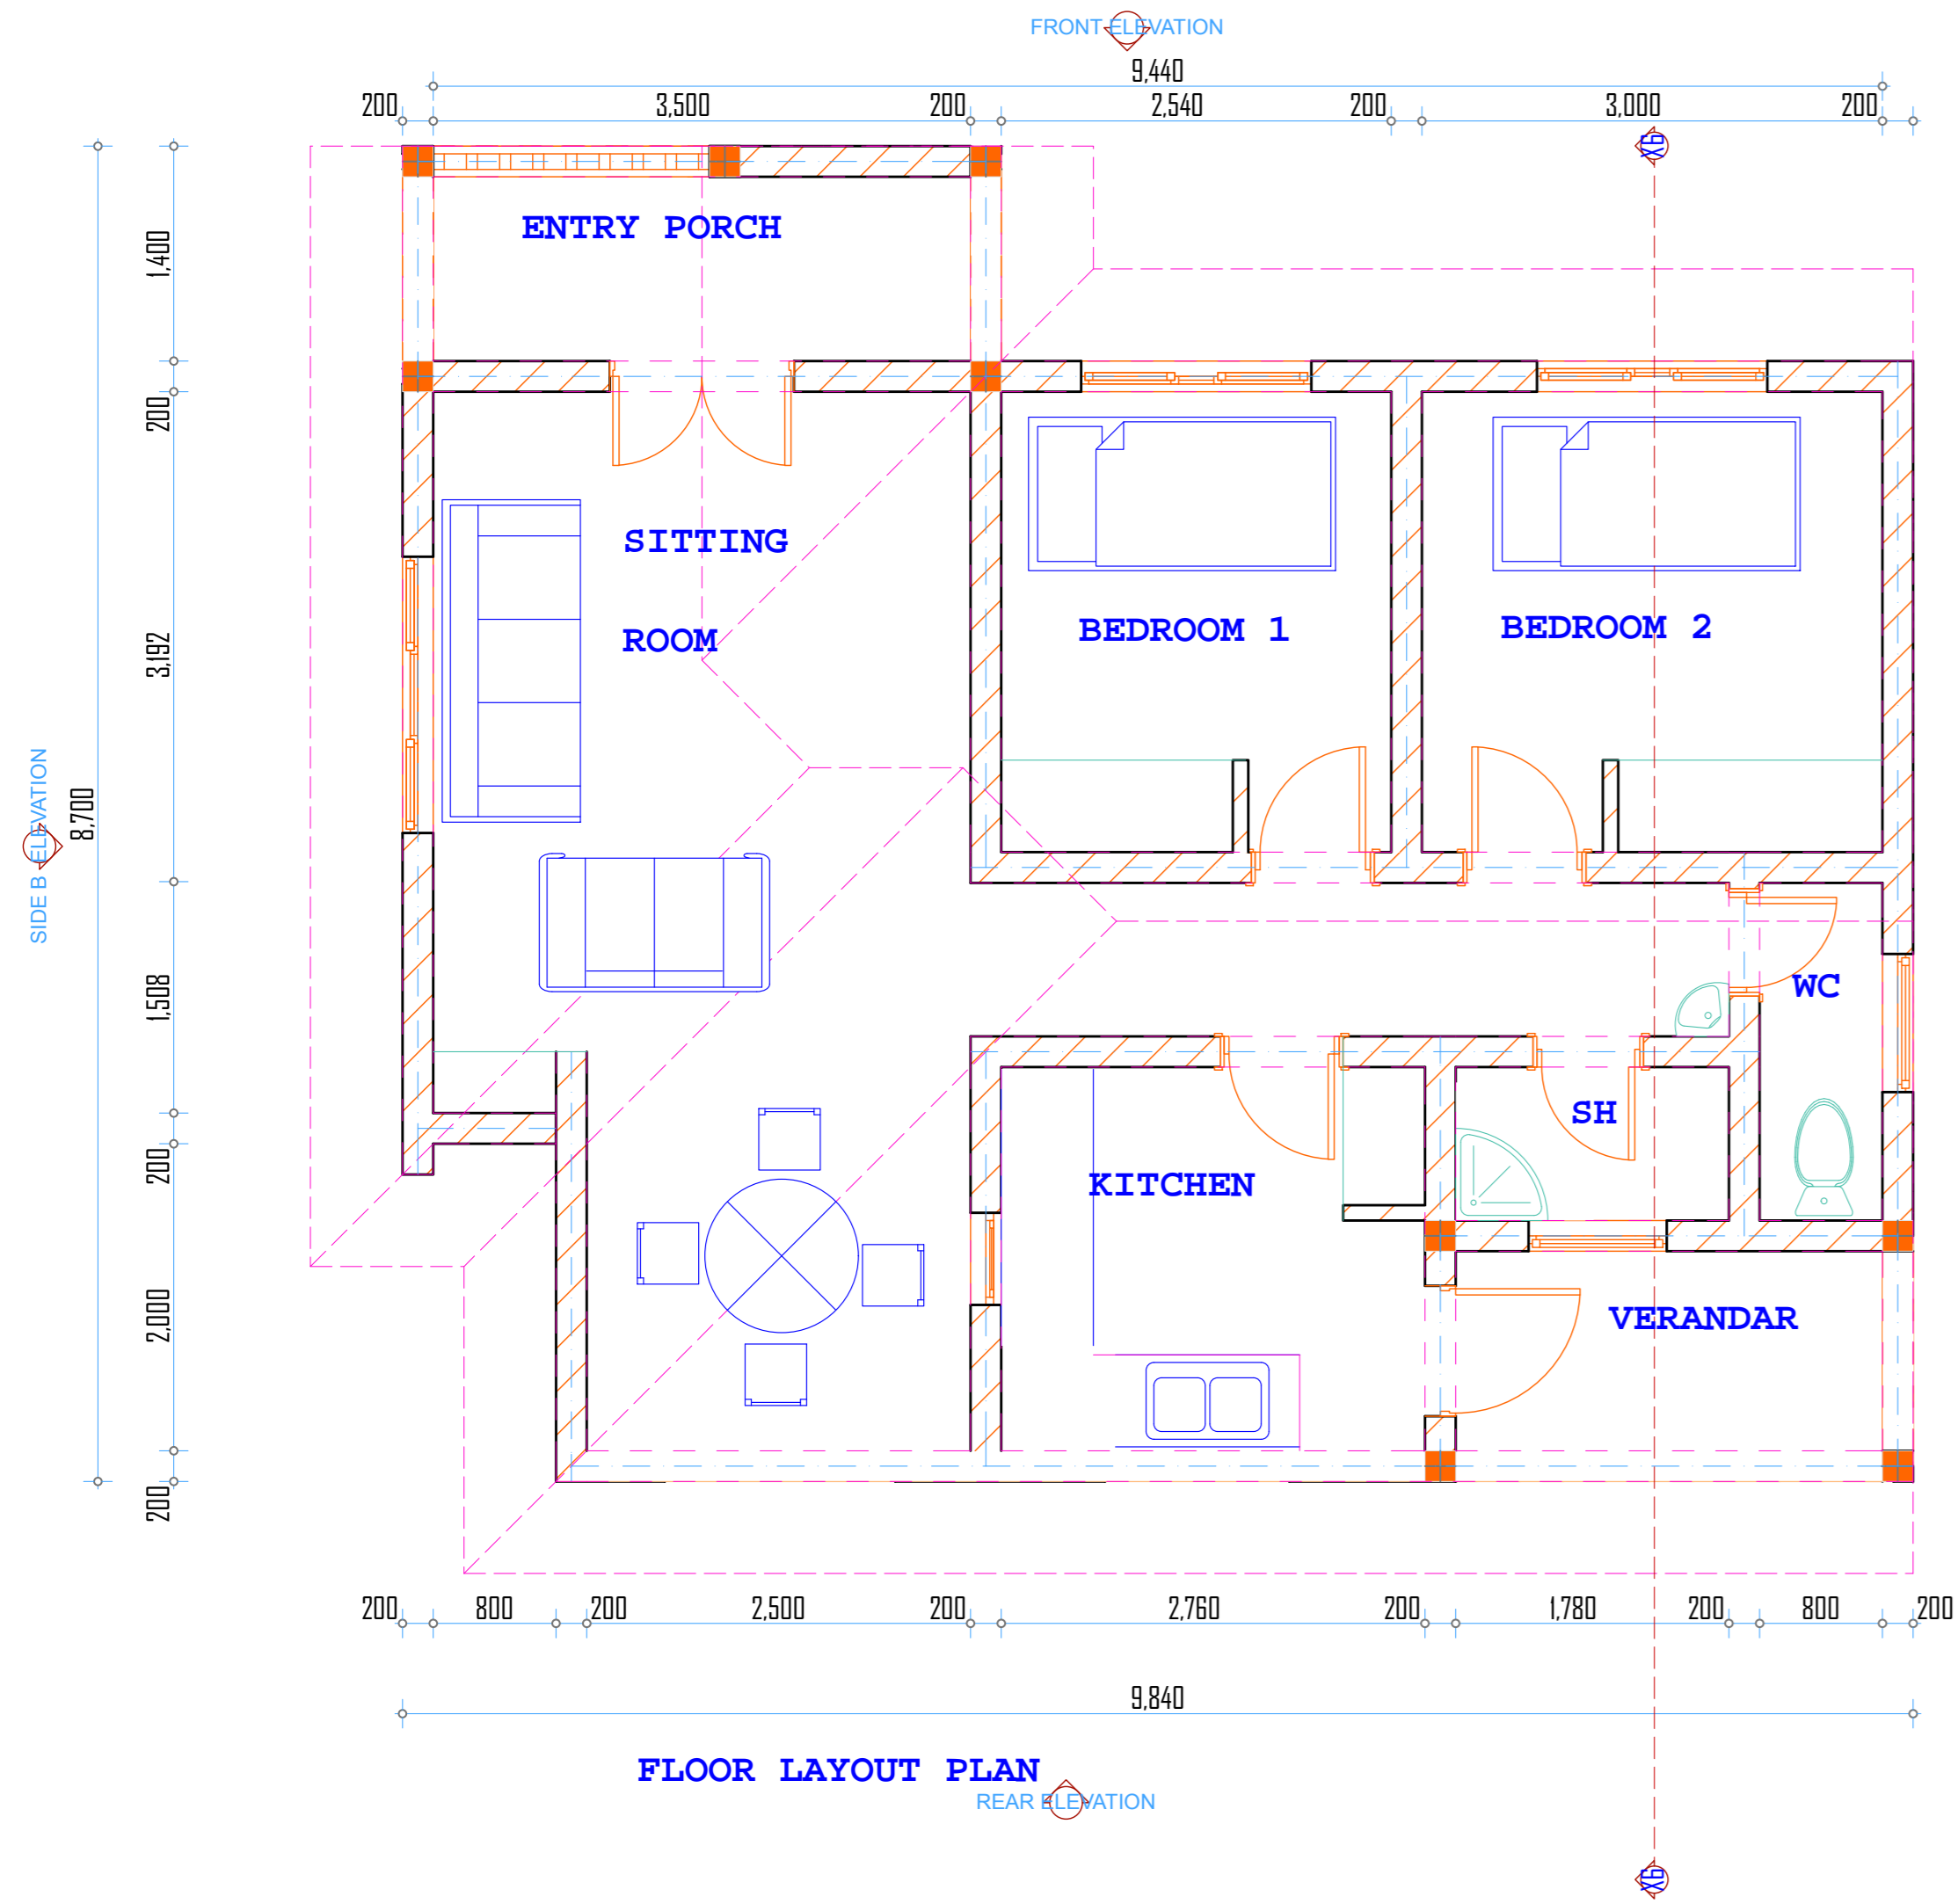 FRONT ELEVATION
9,440
200 3,500 200 2,540 200 3,000 200
X6
ENTRY PORCH
1,400
200
SITTING
ROOM
BEDROOM 1
BEDROOM 2
3,192
SIDE B ELEVATION
8,700
1,508
WC
SH
200
KITCHEN
2,000
VERANDAR
200
200 800 200 2,500 200 2,760 200 1,780 200 800 200
9,840
FLOOR LAYOUT PLAN
REAR ELEVATION
X6